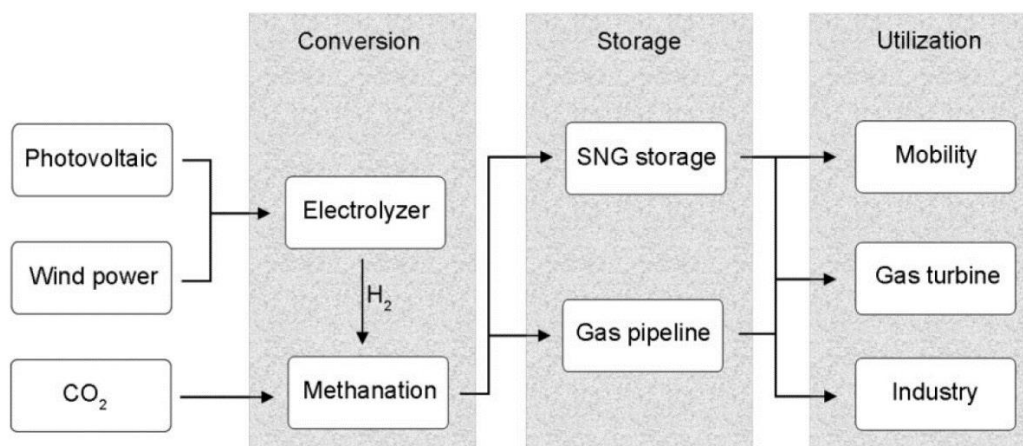 Conversion
Storage
Utilization
Photovoltaic
SNG storage
Mobility
Electrolyzer
Wind power
Gas turbine
H₂
Gas pipeline
CO₂
Methanation
Industry